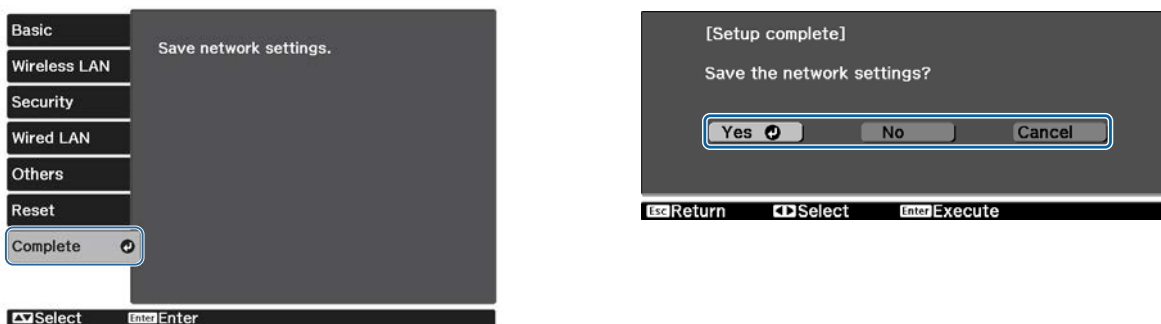 Basic
Wireless LAN
Security
Wired LAN
Others
Reset
Complete
Save network settings.
Select Enter Enter
[Setup complete]
Save the network settings?
Yes No Cancel
Esc Return Select Enter Execute